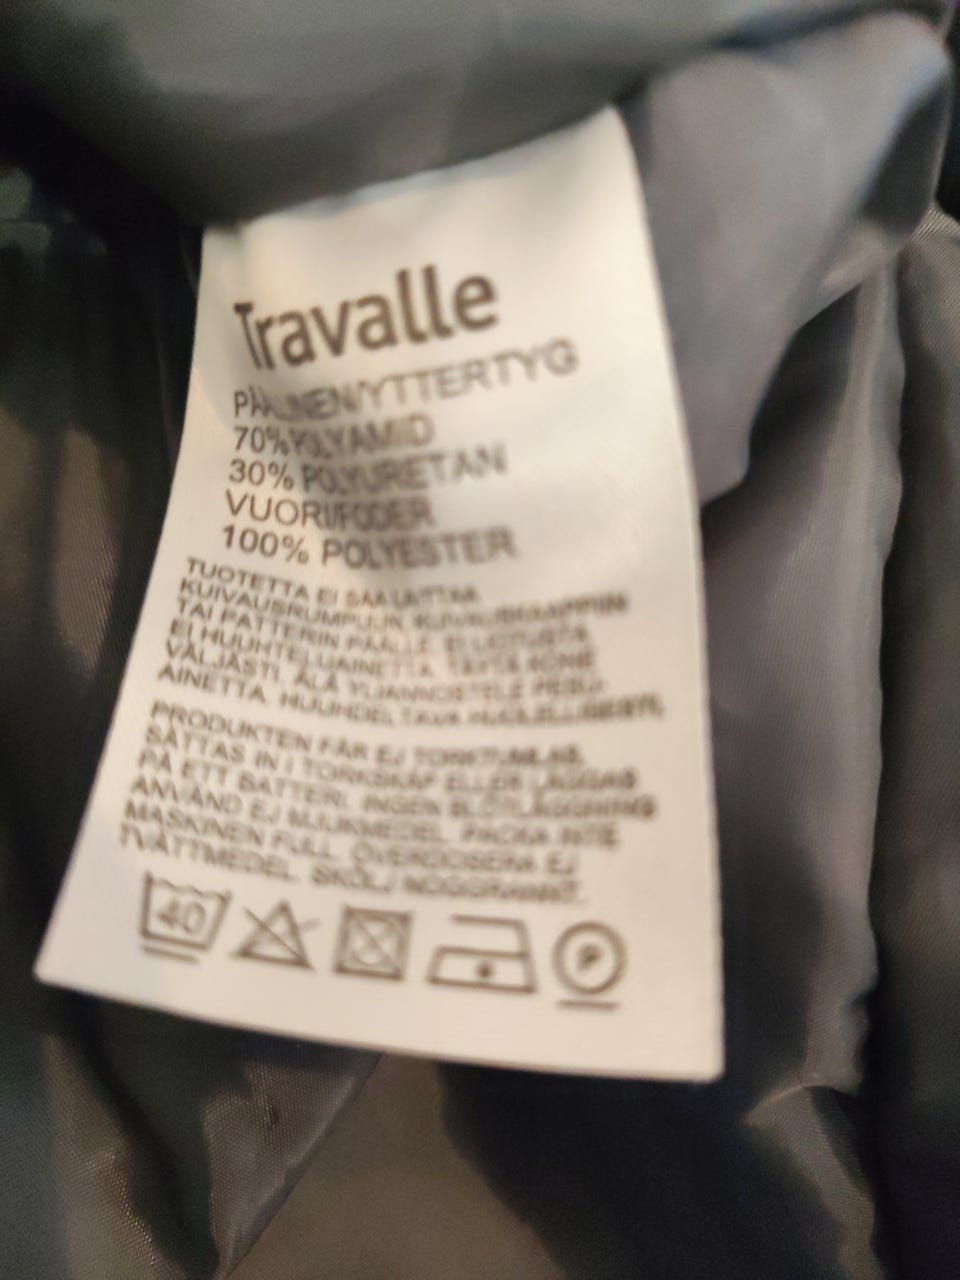 Travalle
PÄÄLINEN/YTTERTYG
70% POLYAMID
30% POLYURETAN
VUORI/FODER
100% POLYESTER
TUOTETTA EI SAA LAITTAA
KUIVAUSRUMPUUN, KUIVAUSKAAPPIIN
TAI PATTERIN PÄÄLLE. EI LIOTUSTA.
EI HUUHTELUAINETTA. TÄYTÄ KONE
VÄLJÄSTI, ÄLÄ YLIANNOSTELE PESU-
AINETTA. HUUHDELTAVA HUOLELLISESTI.
PRODUKTEN FÅR EJ TORKTUMLAS,
SÄTTAS IN I TORKSKÅP ELLER LÄGGAS
PÅ ETT BATTERI. INGEN BLÖTLÄGGNING
ANVÄND EJ MJUKMEDEL. PACKA INTE
MASKINEN FULL. ÖVERDOSERA EJ
TVÄTTMEDEL. SKÖLJ NOGGRANNT.
40 P